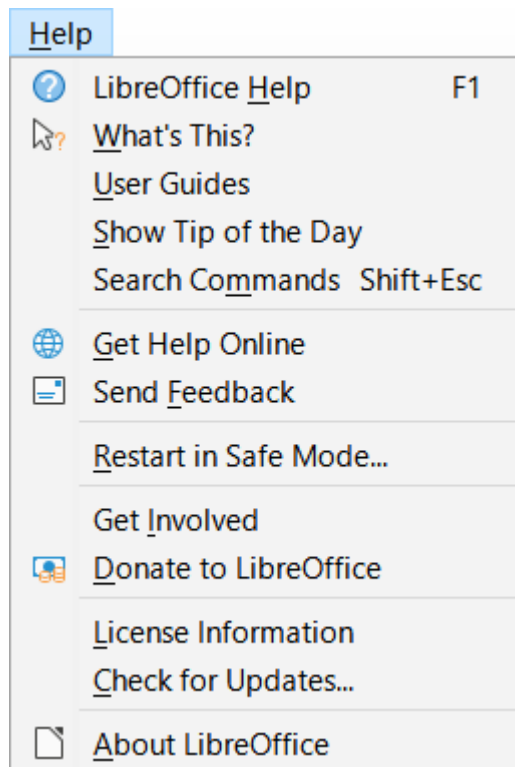 Help
LibreOffice Help F1
What's This?
User Guides
Show Tip of the Day
Search Commands Shift+Esc
Get Help Online
Send Feedback
Restart in Safe Mode...
Get Involved
Donate to LibreOffice
License Information
Check for Updates...
About LibreOffice